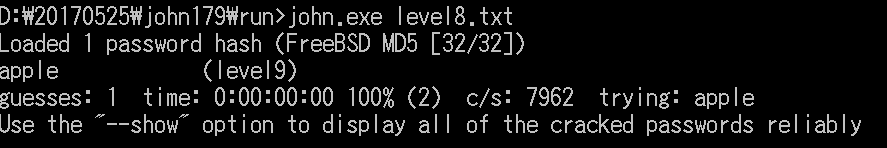 D:₩20170525₩john179₩run>john.exe level8.txt
Loaded 1 password hash (FreeBSD MD5 [32/32])
apple (level9)
guesses: 1 time: 0:00:00:00 100% (2) c/s: 7962 trying: apple
Use the "--show" option to display all of the cracked passwords reliably